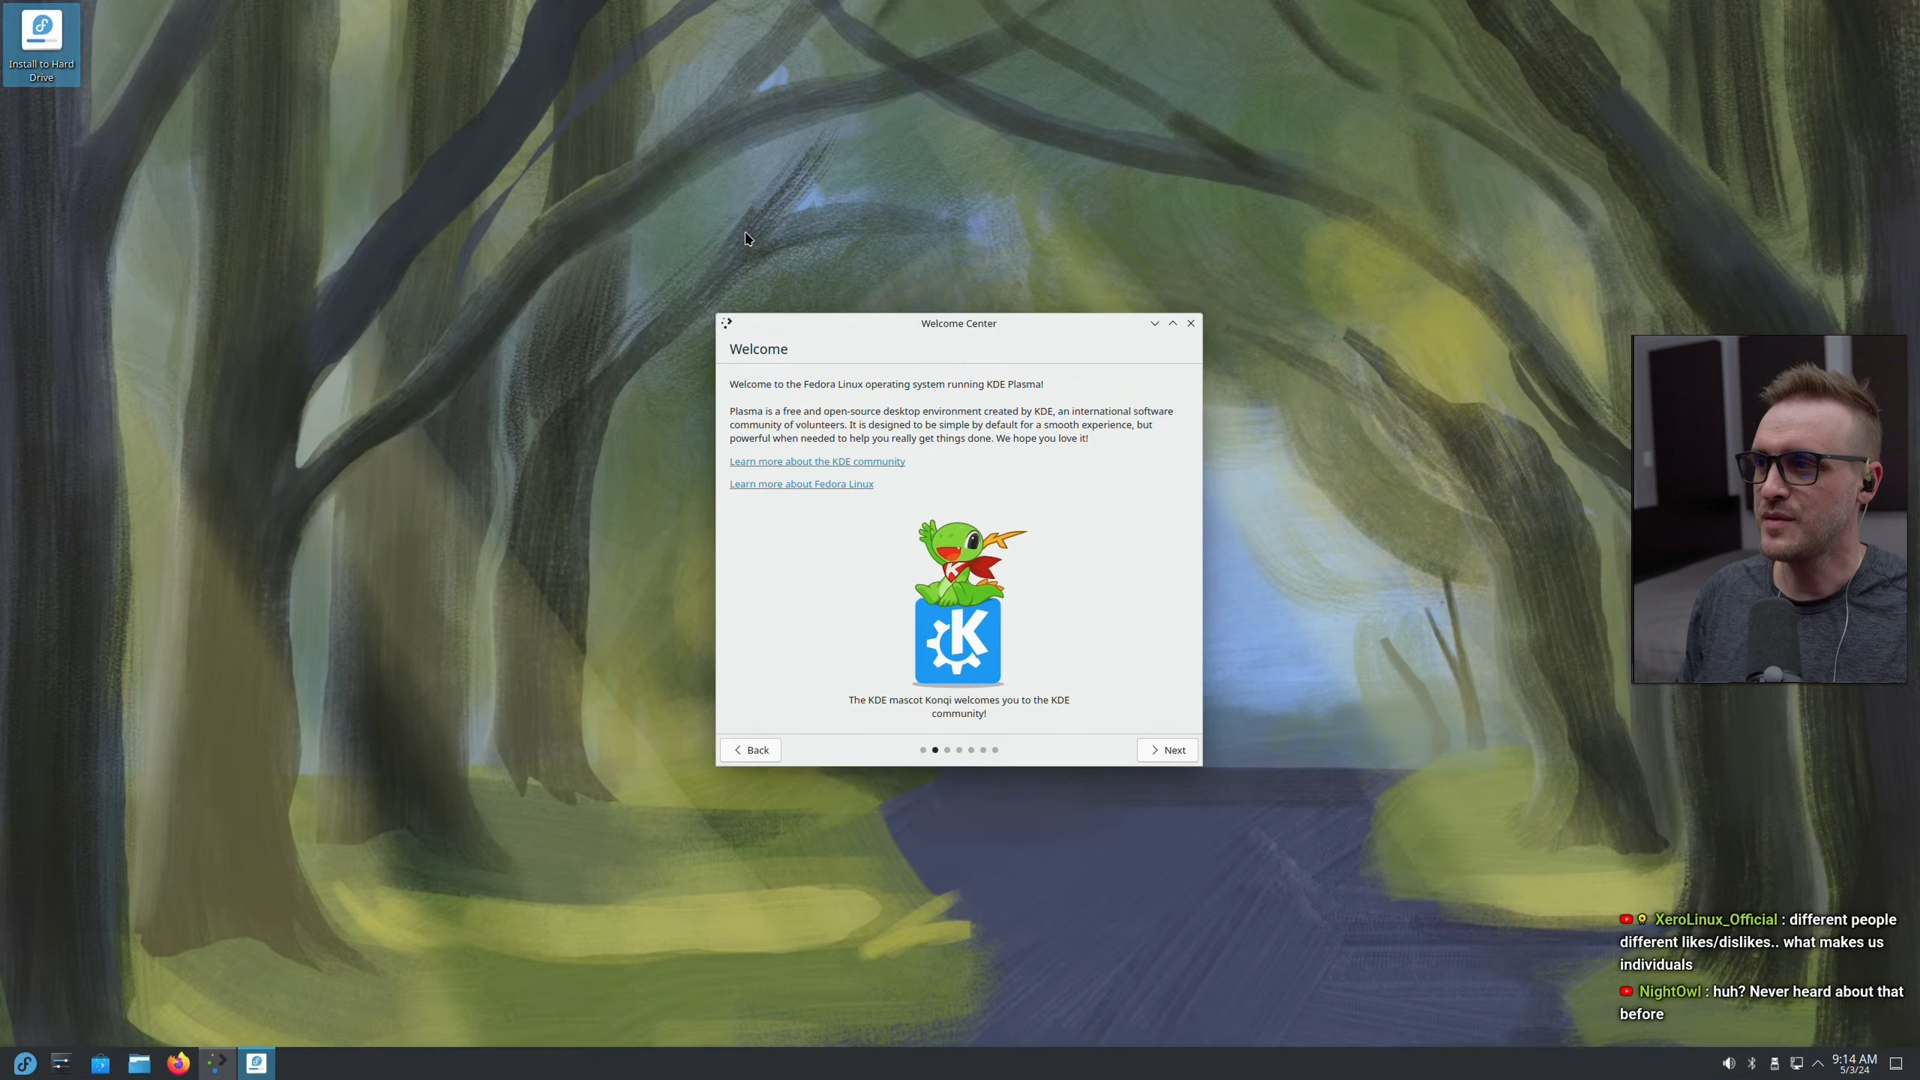 Install to Hard
Drive
Welcome Center
Welcome
Welcome to the Fedora Linux operating system running KDE Plasma!
Plasma is a free and open-source desktop environment created by KDE, an international software
community of volunteers. It is designed to be simple by default for a smooth experience, but
powerful when needed to help you really get things done. We hope you love it!
Learn more about the KDE community
Learn more about Fedora Linux
K
K
The KDE mascot Konqi welcomes you to the KDE
community!
Back
Next
XeroLinux_Official : different people
different likes/dislikes.. what makes us
individuals
NightOwl : huh? Never heard about that
before
9:14 AM
5/3/24